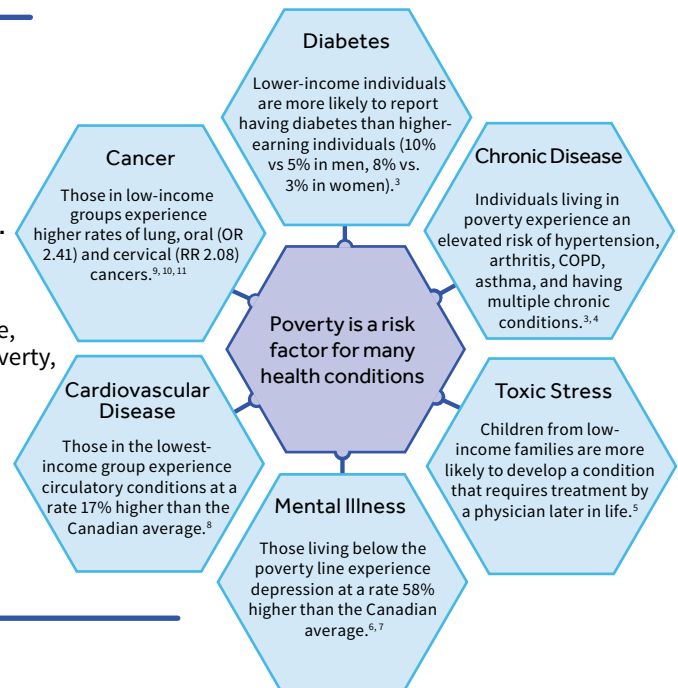 Diabetes
Lower-income individuals
are more likely to report
having diabetes than higher-
earning individuals (10%
vs 5% in men, 8% vs.
3% in women).3
Cancer
Those in low-income
groups experience
higher rates of lung, oral (OR
2.41) and cervical (RR 2.08)
cancers.9, 10, 11
Chronic Disease
Individuals living in
poverty experience an
elevated risk of hypertension,
arthritis, COPD,
asthma, and having
multiple chronic
conditions.3, 4
Poverty is a risk
factor for many
health conditions
verty,
Cardiovascular
Disease
Those in the lowest-
income group experience
circulatory conditions at a
rate 17% higher than the
Canadian average.8
Toxic Stress
Children from low-
income families are more
likely to develop a condition
that requires treatment by
a physician later in life.5
Mental Illness
Those living below the
poverty line experience
depression at a rate 58%
higher than the Canadian
average.6, 7